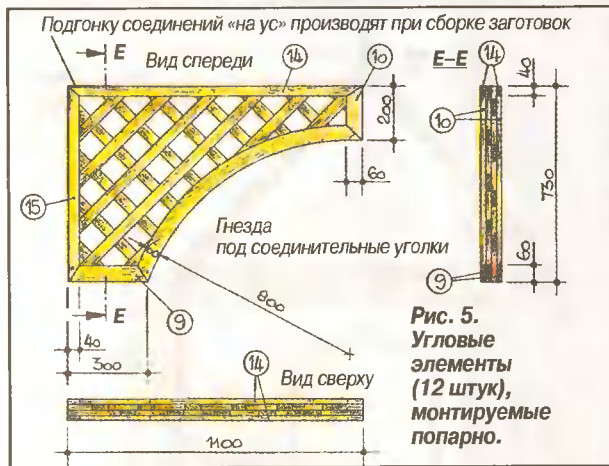 Подгонку соединений «на ус» производят при сборке заготовок
E
Вид спереди
14
10
E–E
14
40
200
10
60
730
15
Гнезда
под соединительные уголки
60
9
9
800
E
40
300
Рис. 5.
Угловые
элементы
(12 штук),
монтируемые
попарно.
Вид сверху
14
1100